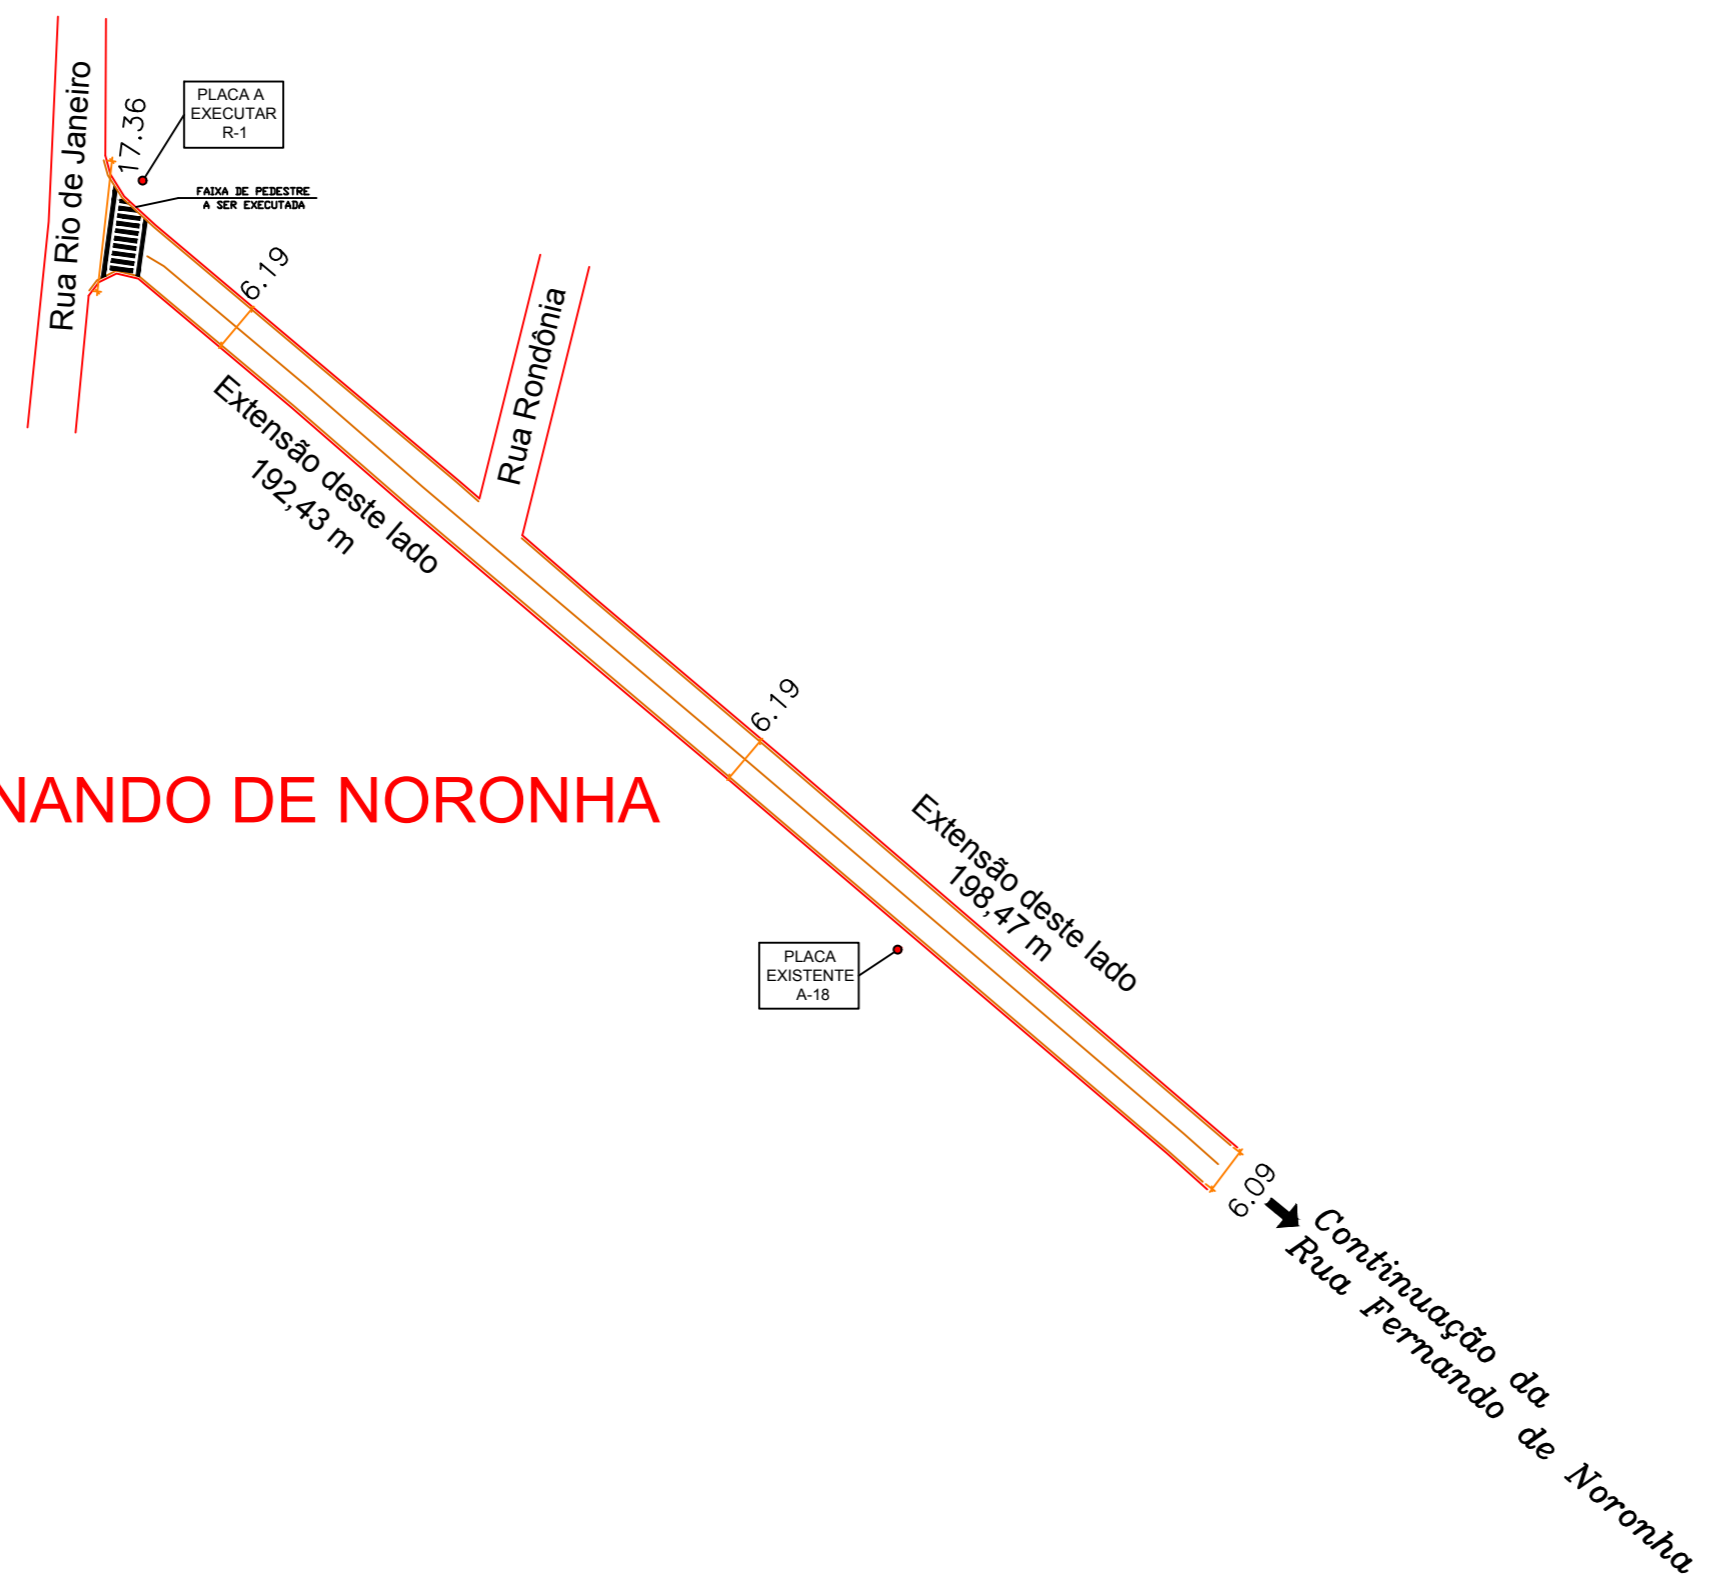 Rua Rio de Janeiro
17.36
PLACA A
EXECUTAR
R-1
FAIXA DE PEDESTRE
A SER EXECUTADA
6.19
Rua Rondônia
Extensão deste lado
192,43 m
6.19
NANDO DE NORONHA
Extensão deste lado
198,47 m
PLACA
EXISTENTE
A-18
6.09
Continuação da
Rua Fernando de Noronha